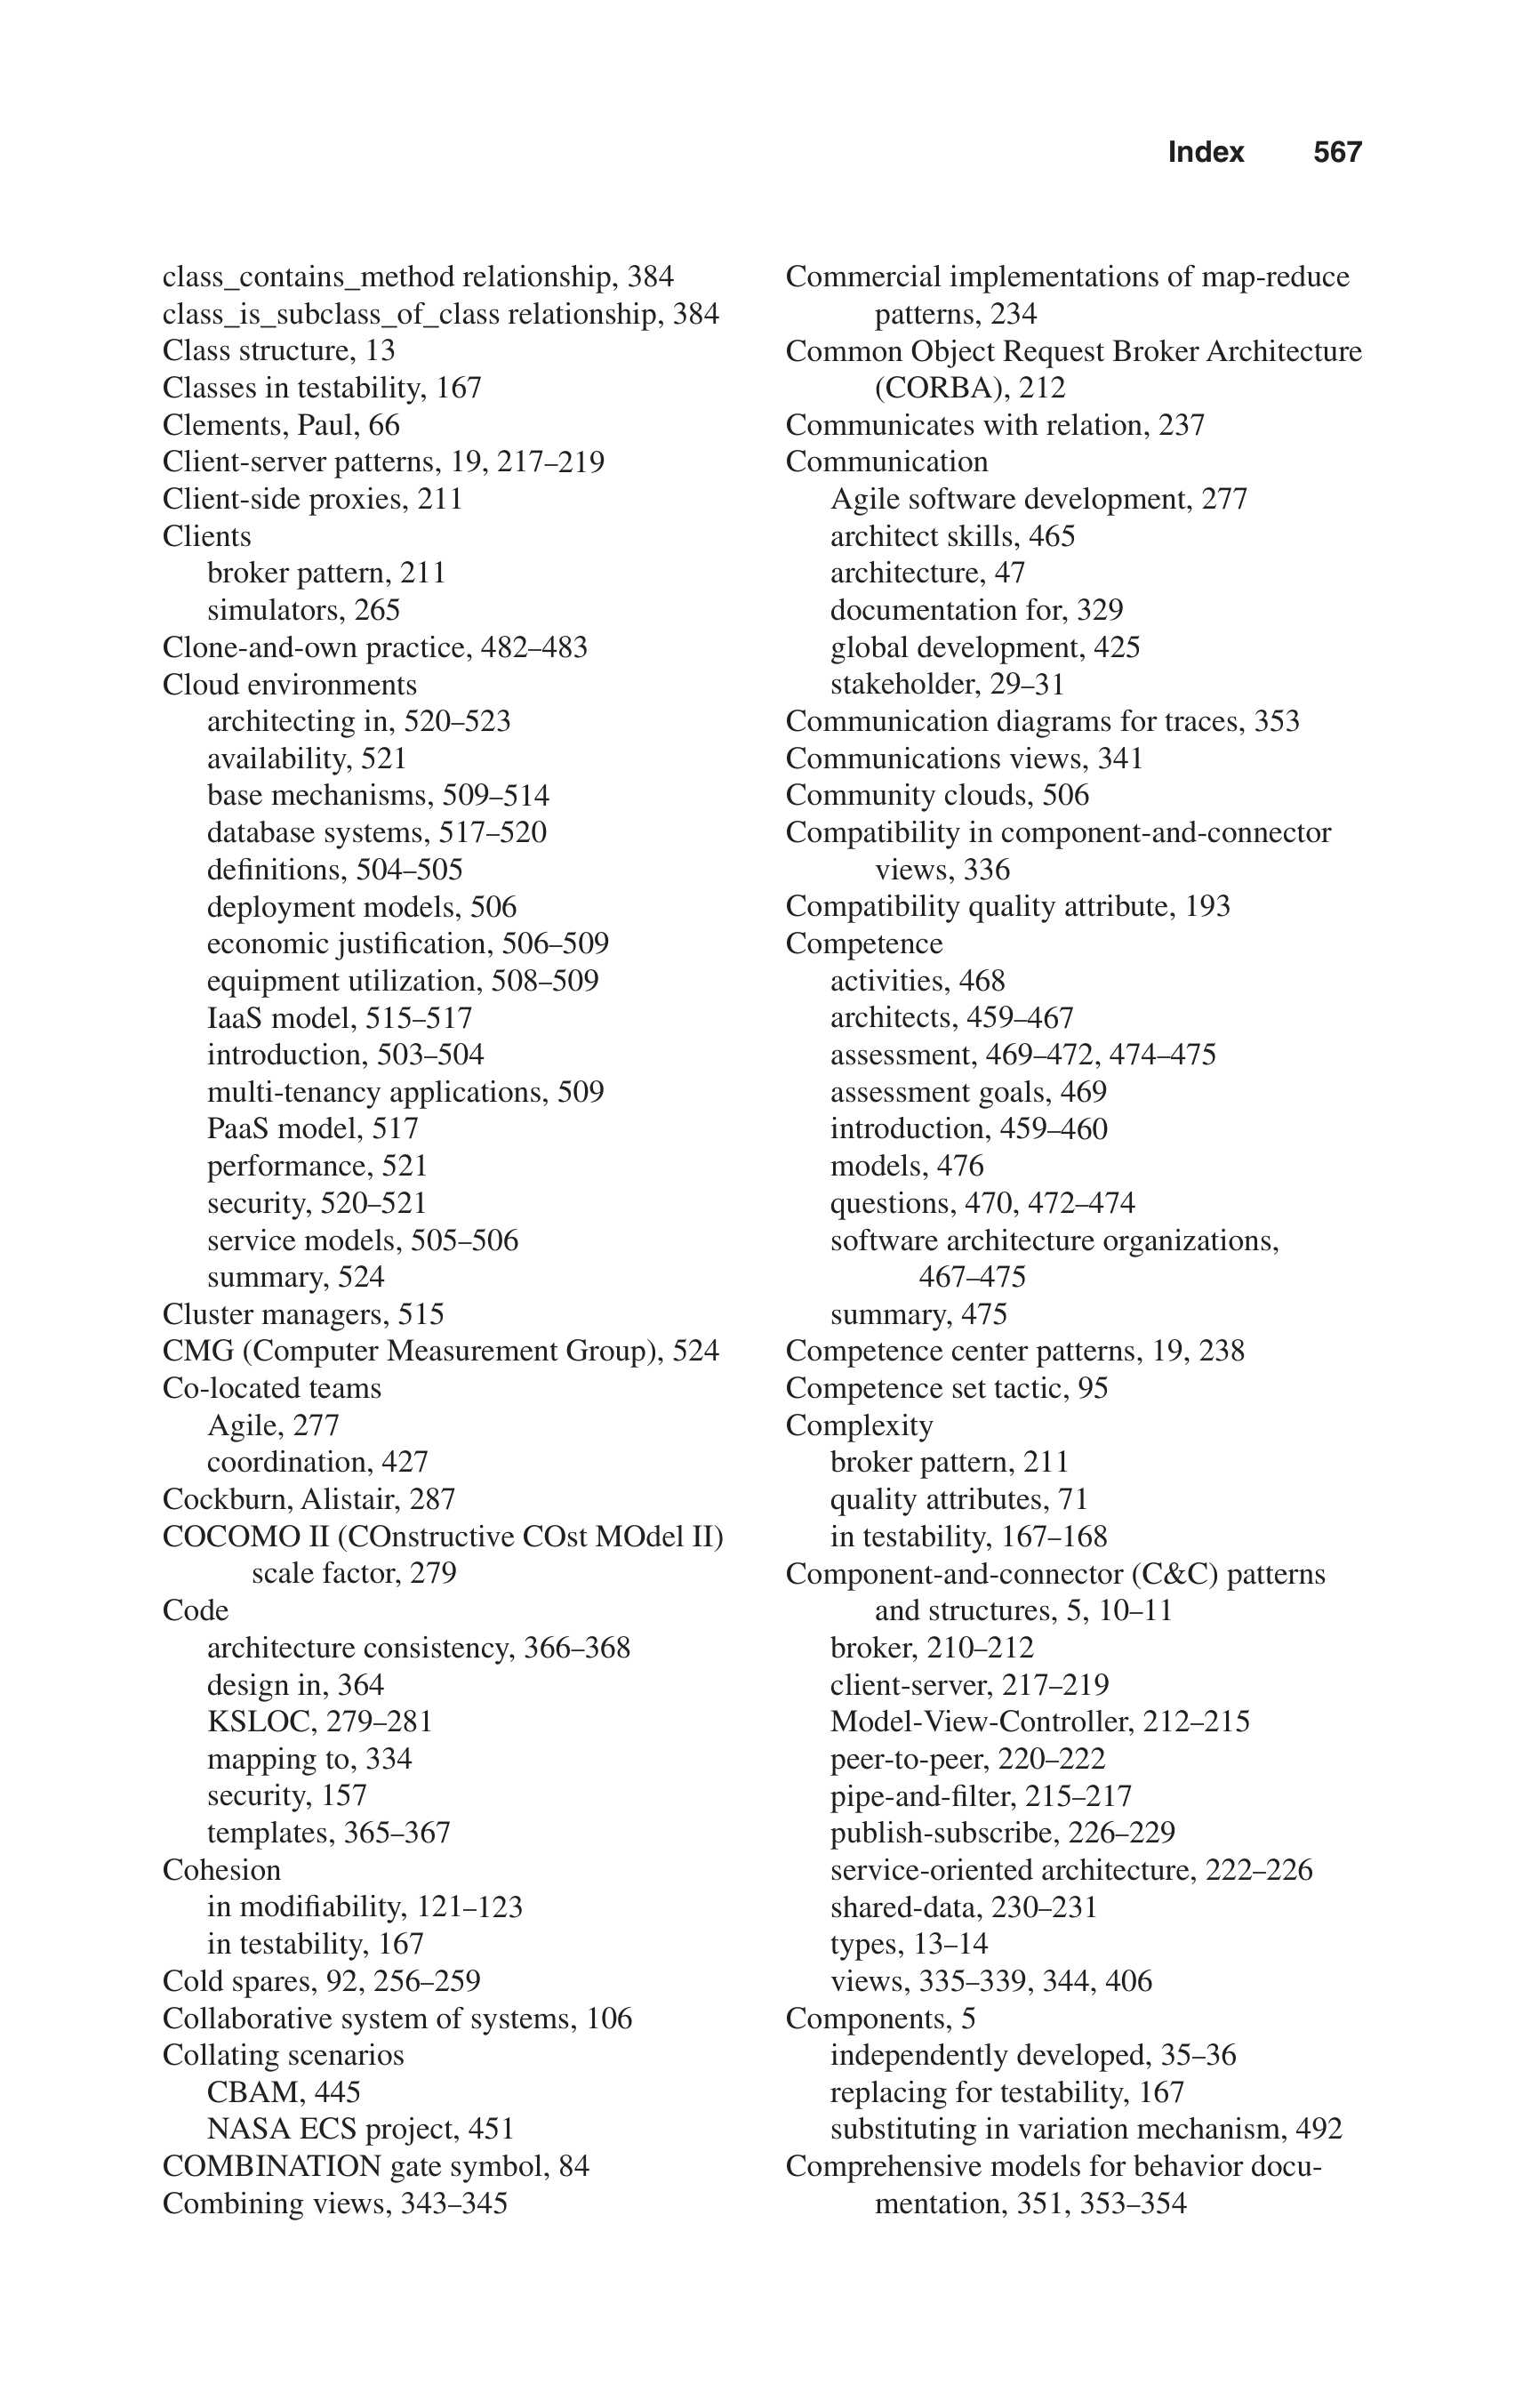 Index 567
class_contains_method relationship, 384
class_is_subclass_of_class relationship, 384
Class structure, 13
Classes in testability, 167
Clements, Paul, 66
Client-server patterns, 19, 217–219
Client-side proxies, 211
Clients
broker pattern, 211
simulators, 265
Clone-and-own practice, 482–483
Cloud environments
architecting in, 520–523
availability, 521
base mechanisms, 509–514
database systems, 517–520
definitions, 504–505
deployment models, 506
economic justification, 506–509
equipment utilization, 508–509
IaaS model, 515–517
introduction, 503–504
multi-tenancy applications, 509
PaaS model, 517
performance, 521
security, 520–521
service models, 505–506
summary, 524
Cluster managers, 515
CMG (Computer Measurement Group), 524
Co-located teams
Agile, 277
coordination, 427
Cockburn, Alistair, 287
COCOMO II (COnstructive COst MOdel II)
scale factor, 279
Code
architecture consistency, 366–368
design in, 364
KSLOC, 279–281
mapping to, 334
security, 157
templates, 365–367
Cohesion
in modifiability, 121–123
in testability, 167
Cold spares, 92, 256–259
Collaborative system of systems, 106
Collating scenarios
CBAM, 445
NASA ECS project, 451
COMBINATION gate symbol, 84
Combining views, 343–345
Commercial implementations of map-reduce
patterns, 234
Common Object Request Broker Architecture
(CORBA), 212
Communicates with relation, 237
Communication
Agile software development, 277
architect skills, 465
architecture, 47
documentation for, 329
global development, 425
stakeholder, 29–31
Communication diagrams for traces, 353
Communications views, 341
Community clouds, 506
Compatibility in component-and-connector
views, 336
Compatibility quality attribute, 193
Competence
activities, 468
architects, 459–467
assessment, 469–472, 474–475
assessment goals, 469
introduction, 459–460
models, 476
questions, 470, 472–474
software architecture organizations,
467–475
summary, 475
Competence center patterns, 19, 238
Competence set tactic, 95
Complexity
broker pattern, 211
quality attributes, 71
in testability, 167–168
Component-and-connector (C&C) patterns
and structures, 5, 10–11
broker, 210–212
client-server, 217–219
Model-View-Controller, 212–215
peer-to-peer, 220–222
pipe-and-filter, 215–217
publish-subscribe, 226–229
service-oriented architecture, 222–226
shared-data, 230–231
types, 13–14
views, 335–339, 344, 406
Components, 5
independently developed, 35–36
replacing for testability, 167
substituting in variation mechanism, 492
Comprehensive models for behavior docu-
mentation, 351, 353–354